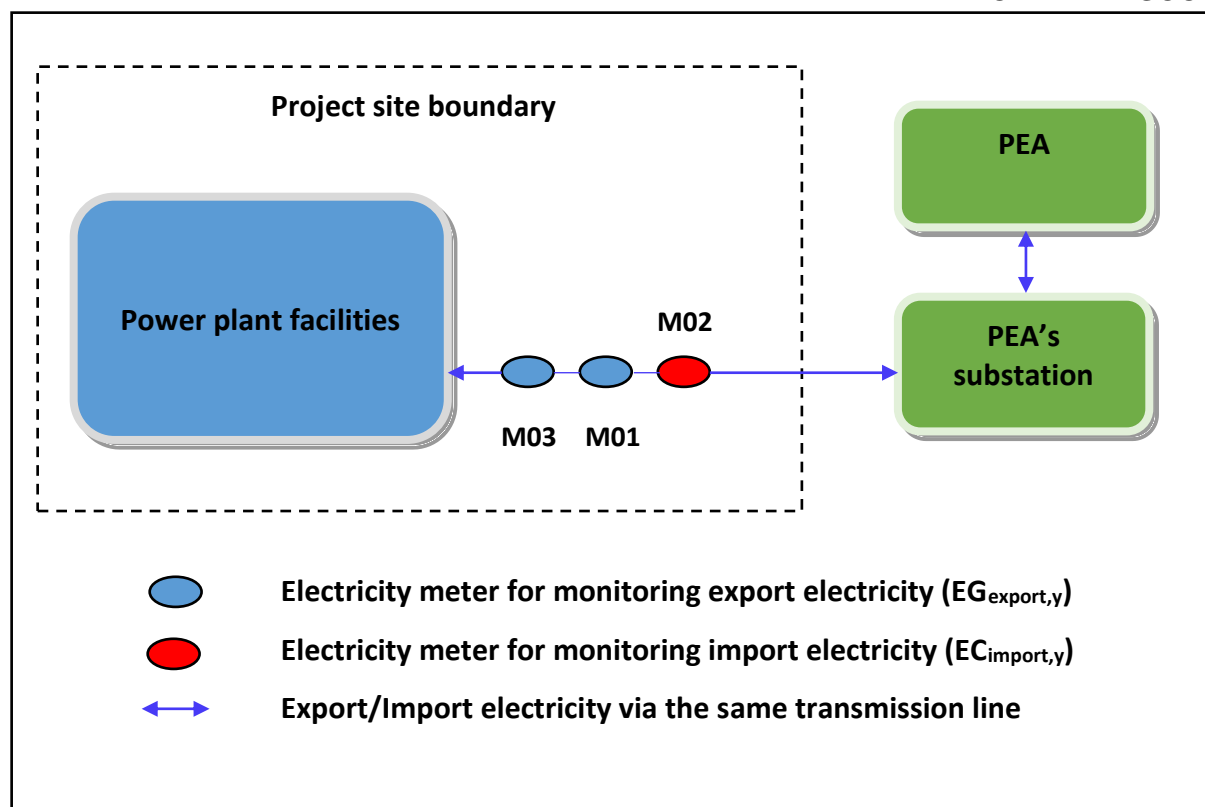 Project site boundary
PEA
Power plant facilities
M02
PEA’s
substation
M03
M01
Electricity meter for monitoring export electricity (EGexport,y)
Electricity meter for monitoring import electricity (ECimport,y)
Export/Import electricity via the same transmission line